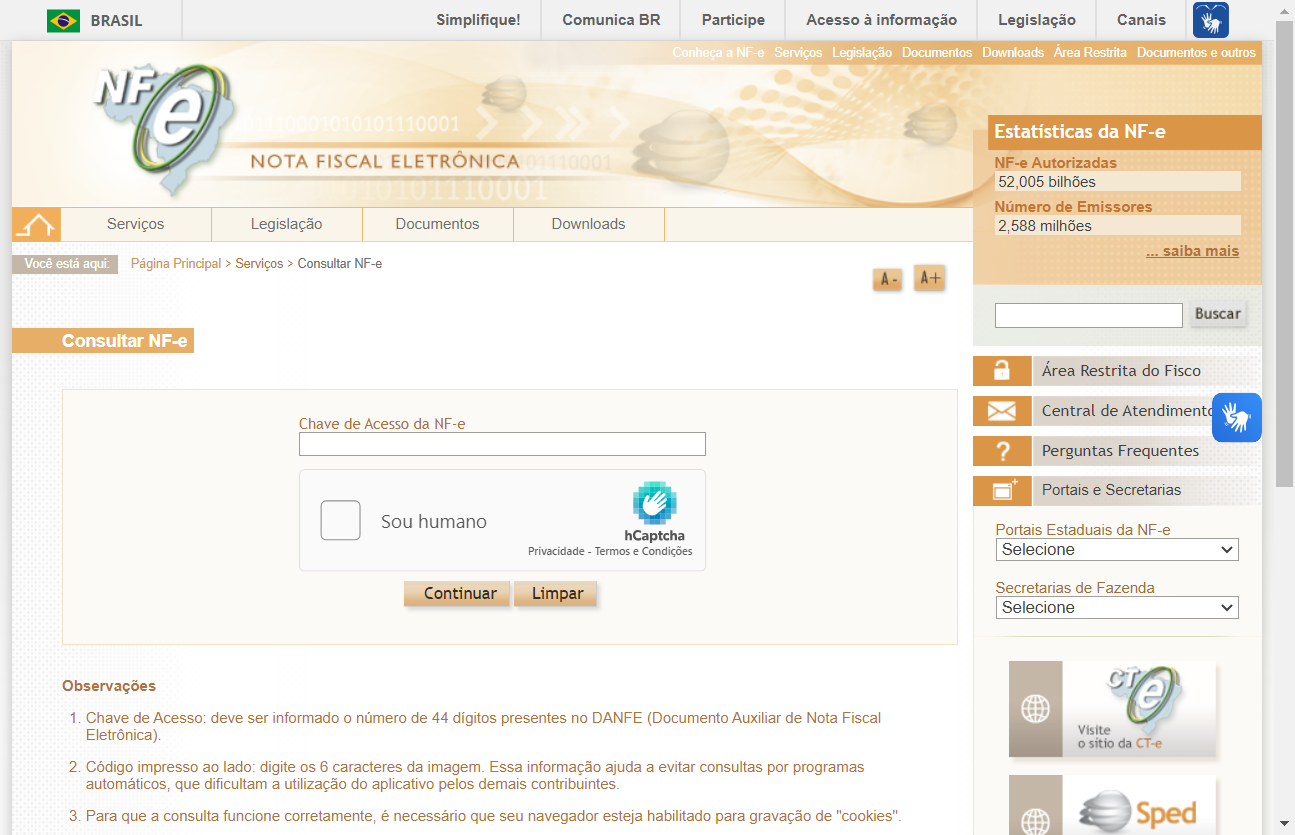 BRASIL
Simplifique!
Comunica BR
Participe
Acesso à informação
Legislação
Canais
Conheça a NF-e Serviços Legislação Documentos Downloads Área Restrita Documentos e outros
NF e
1110001010101110001
NOTA FISCAL ELETRÔNICA
Estatísticas da NF-e
NF-e Autorizadas
52,005 bilhões
Número de Emissores
2,588 milhões
... saiba mais
Serviços
Legislação
Documentos
Downloads
Você está aqui: Página Principal > Serviços > Consultar NF-e
A - A+
Buscar
Consultar NF-e
Área Restrita do Fisco
Central de Atendimento
Perguntas Frequentes
Portais e Secretarias
Chave de Acesso da NF-e
Sou humano
hCaptcha
Privacidade - Termos e Condições
Continuar
Limpar
Portais Estaduais da NF-e
Selecione
Secretarias de Fazenda
Selecione
CT e
Visite
o sítio da CT-e
Sped
Observações
1. Chave de Acesso: deve ser informado o número de 44 dígitos presentes no DANFE (Documento Auxiliar de Nota Fiscal
Eletrônica).
2. Código impresso ao lado: digite os 6 caracteres da imagem. Essa informação ajuda a evitar consultas por programas
automáticos, que dificultam a utilização do aplicativo pelos demais contribuintes.
3. Para que a consulta funcione corretamente, é necessário que seu navegador esteja habilitado para gravação de "cookies".